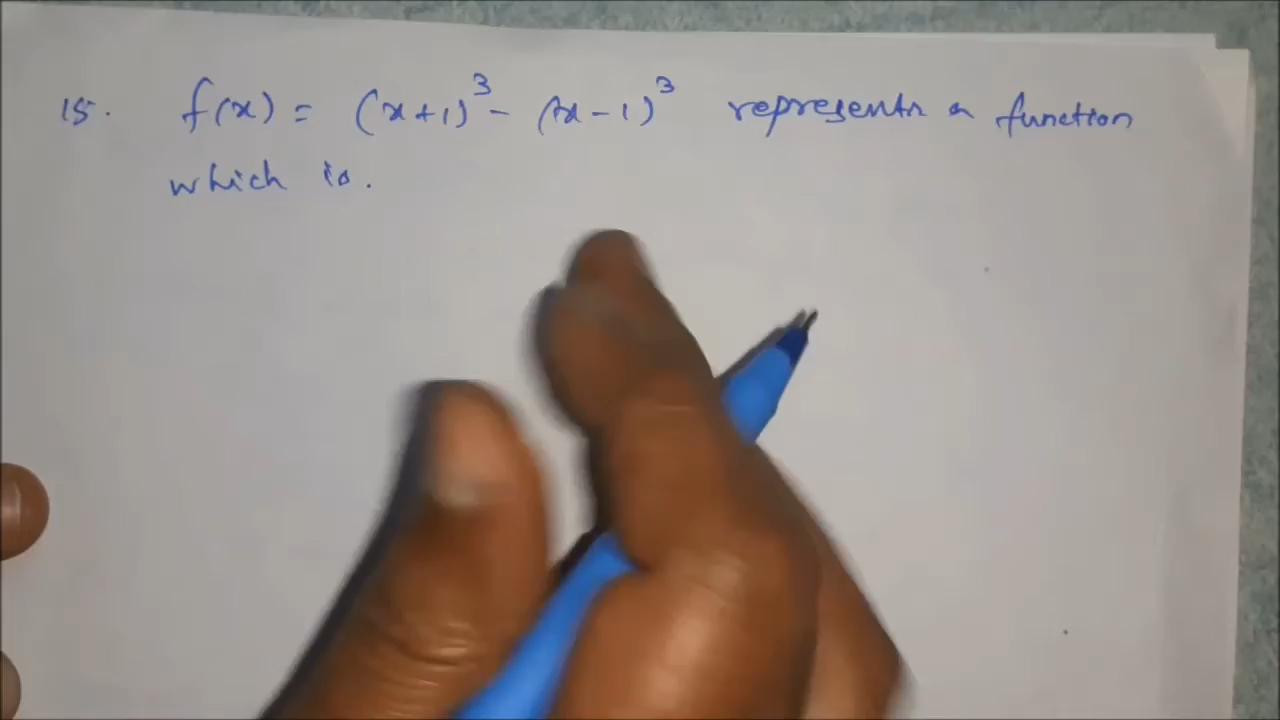 15. f(x) = (x+1)³ - (x-1)³ represents a function
which is.